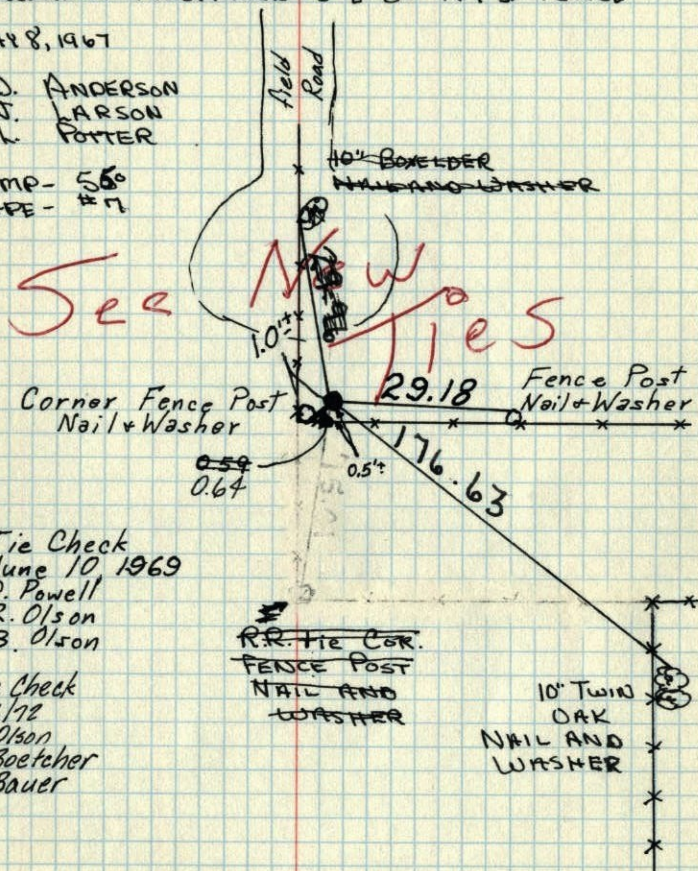 8, 1967
ANDERSON
LARSON
POTTER
55°
#7
field
Road
10" BOXELDER
NAIL AND WASHER
See New
Ties
1.0'±
29.18
Fence Post
Nail & Washer
Corner Fence Post
Nail & Washer
176.63
0.59
0.64
0.5'±
Tie Check
June 10, 1969
Powell
R. Olson
B. Olson
R.R. Tie COR.
FENCE POST
NAIL AND
WASHER
Check
/72
Olson
Boetcher
Bauer
10" TWIN
OAK
NAIL AND
WASHER